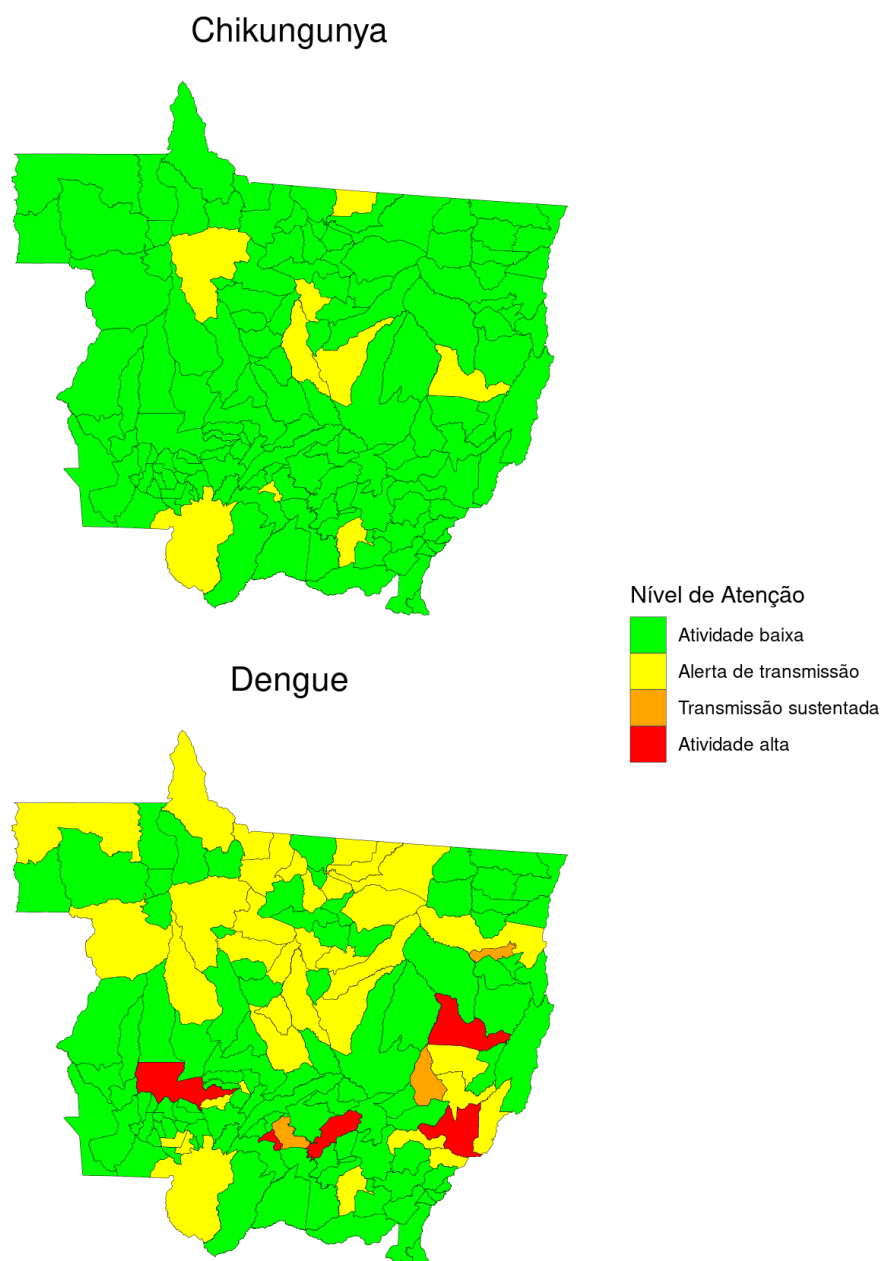 Chikungunya
Nível de Atenção
Atividade baixa
Alerta de transmissão
Transmissão sustentada
Atividade alta
Dengue